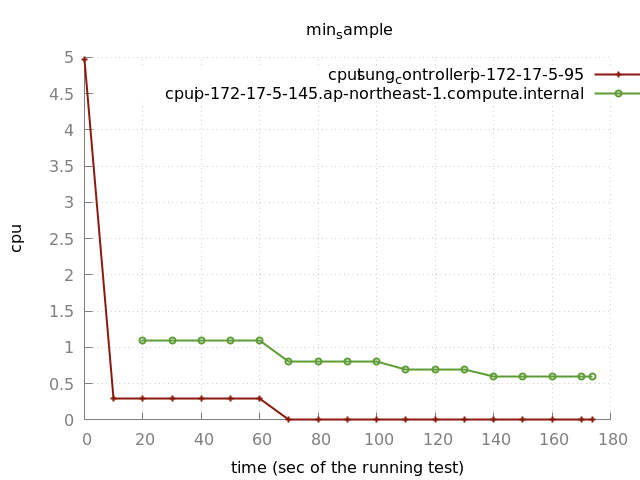 min_sample
cpu_tsung_controller_ip-172-17-5-95
cpu_ip-172-17-5-145.ap-northeast-1.compute.internal
5
4.5
4
3.5
3
2.5
2
1.5
1
0.5
0
cpu
0 20 40 60 80 100 120 140 160 180
time (sec of the running test)